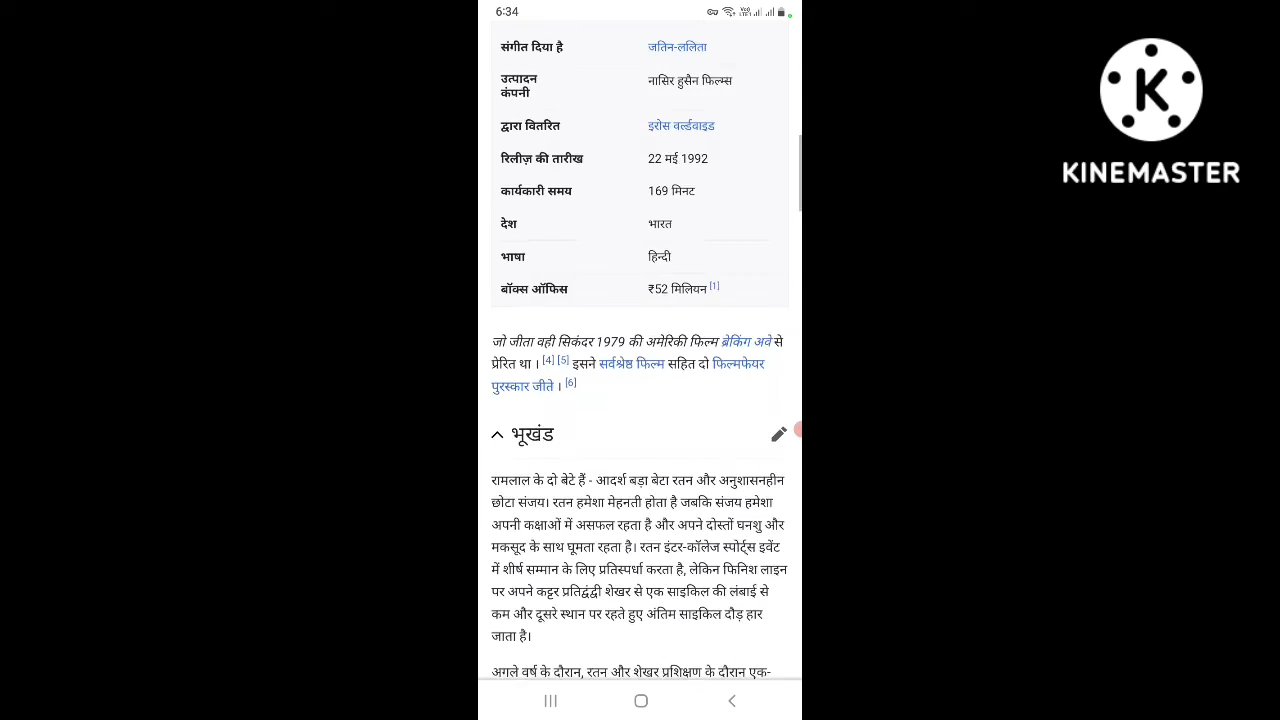 6:34
संगीत दिया है जतिन-ललिता
उत्पादन
कंपनी नासिर हुसैन फिल्म्स
द्वारा वितरित इरोस वर्ल्डवाइड
रिलीज़ की तारीख 22 मई 1992
कार्यकारी समय 169 मिनट
देश भारत
भाषा हिन्दी
बॉक्स ऑफिस ₹52 मिलियन [1]
जो जीता वही सिकंदर 1979 की अमेरिकी फिल्म ब्रेकिंग अवे से
प्रेरित था । [4] [5] इसने सर्वश्रेष्ठ फिल्म सहित दो फिल्मफेयर
पुरस्कार जीते । [6]
भूखंड
रामलाल के दो बेटे हैं - आदर्श बड़ा बेटा रतन और अनुशासनहीन
छोटा संजय। रतन हमेशा मेहनती होता है जबकि संजय हमेशा
अपनी कक्षाओं में असफल रहता है और अपने दोस्तों घनशु और
मकसूद के साथ घूमता रहता है। रतन इंटर-कॉलेज स्पोर्ट्स इवेंट
में शीर्ष सम्मान के लिए प्रतिस्पर्धा करता है, लेकिन फिनिश लाइन
पर अपने कट्टर प्रतिद्वंद्वी शेखर से एक साइकिल की लंबाई से
कम और दूसरे स्थान पर रहते हुए अंतिम साइकिल दौड़ हार
जाता है।
अगले वर्ष के दौरान, रतन और शेखर प्रशिक्षण के दौरान एक-
K
KINEMASTER